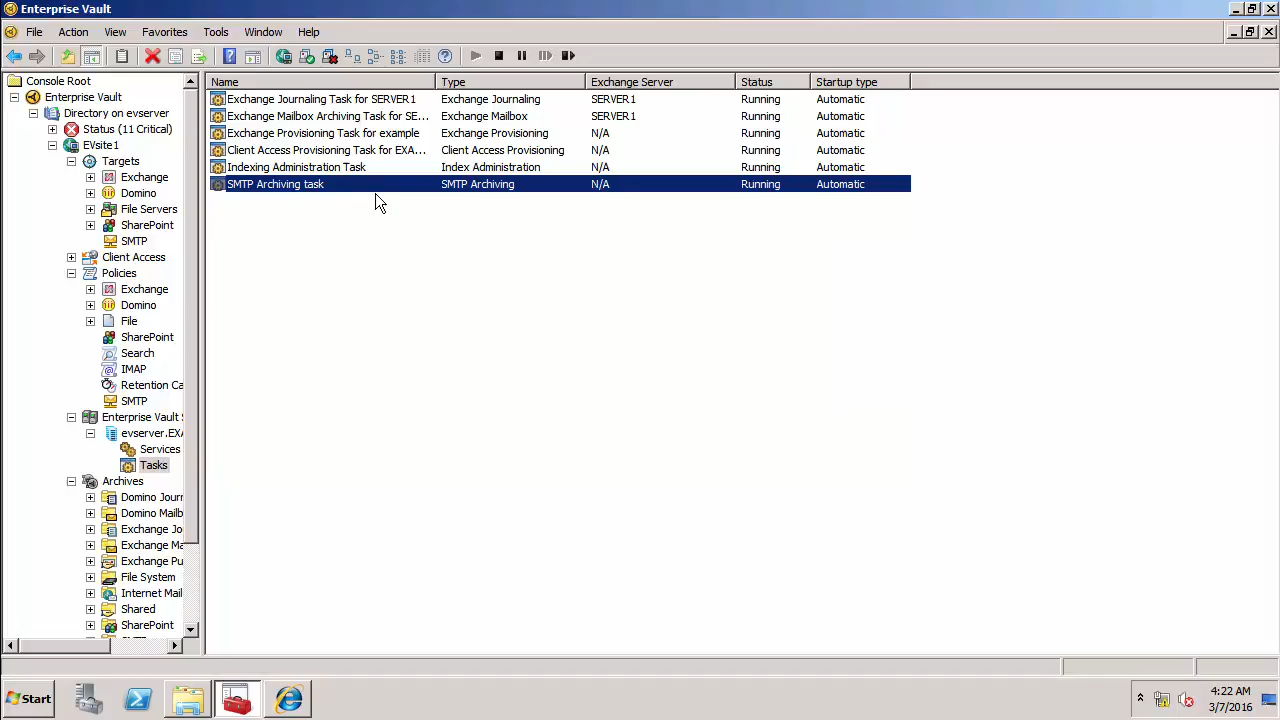 Enterprise Vault
File Action View Favorites Tools Window Help
Console Root
Enterprise Vault
Directory on evserver
Status (11 Critical)
EVsite1
Targets
Exchange
Domino
File Servers
SharePoint
SMTP
Client Access
Policies
Exchange
Domino
File
SharePoint
Search
IMAP
Retention Ca
SMTP
Enterprise Vault S
evserver.EXA
Services
Tasks
Archives
Domino Jourr
Domino Mailb
Exchange Jo
Exchange Ma
Exchange Pu
File System
Internet Mail
Shared
SharePoint
Name Type Exchange Server Status Startup type
Exchange Journaling Task for SERVER1 Exchange Journaling SERVER1 Running Automatic
Exchange Mailbox Archiving Task for SE... Exchange Mailbox SERVER1 Running Automatic
Exchange Provisioning Task for example Exchange Provisioning N/A Running Automatic
Client Access Provisioning Task for EXA... Client Access Provisioning N/A Running Automatic
Indexing Administration Task Index Administration N/A Running Automatic
SMTP Archiving task SMTP Archiving N/A Running Automatic
Start
4:22 AM
3/7/2016